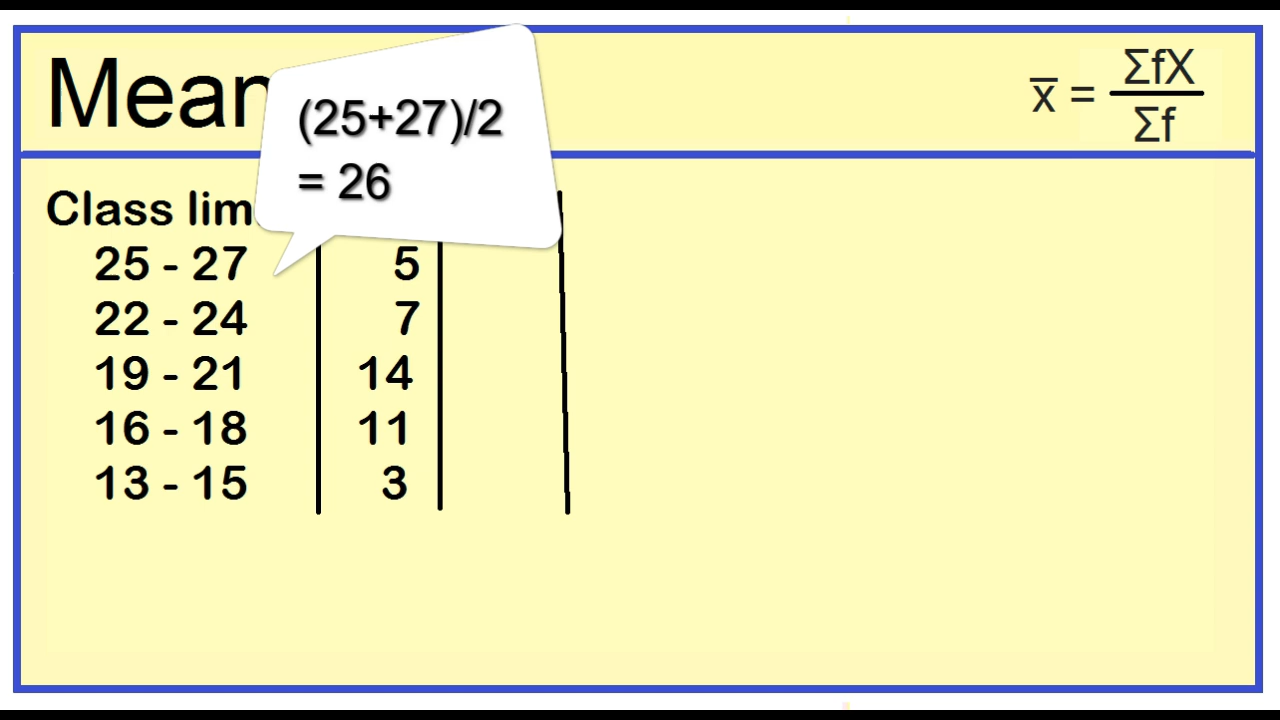 Mean
(25+27)/2
= 26
x̅ = ΣfX
Σf
Class lim
25 - 27 5
22 - 24 7
19 - 21 14
16 - 18 11
13 - 15 3